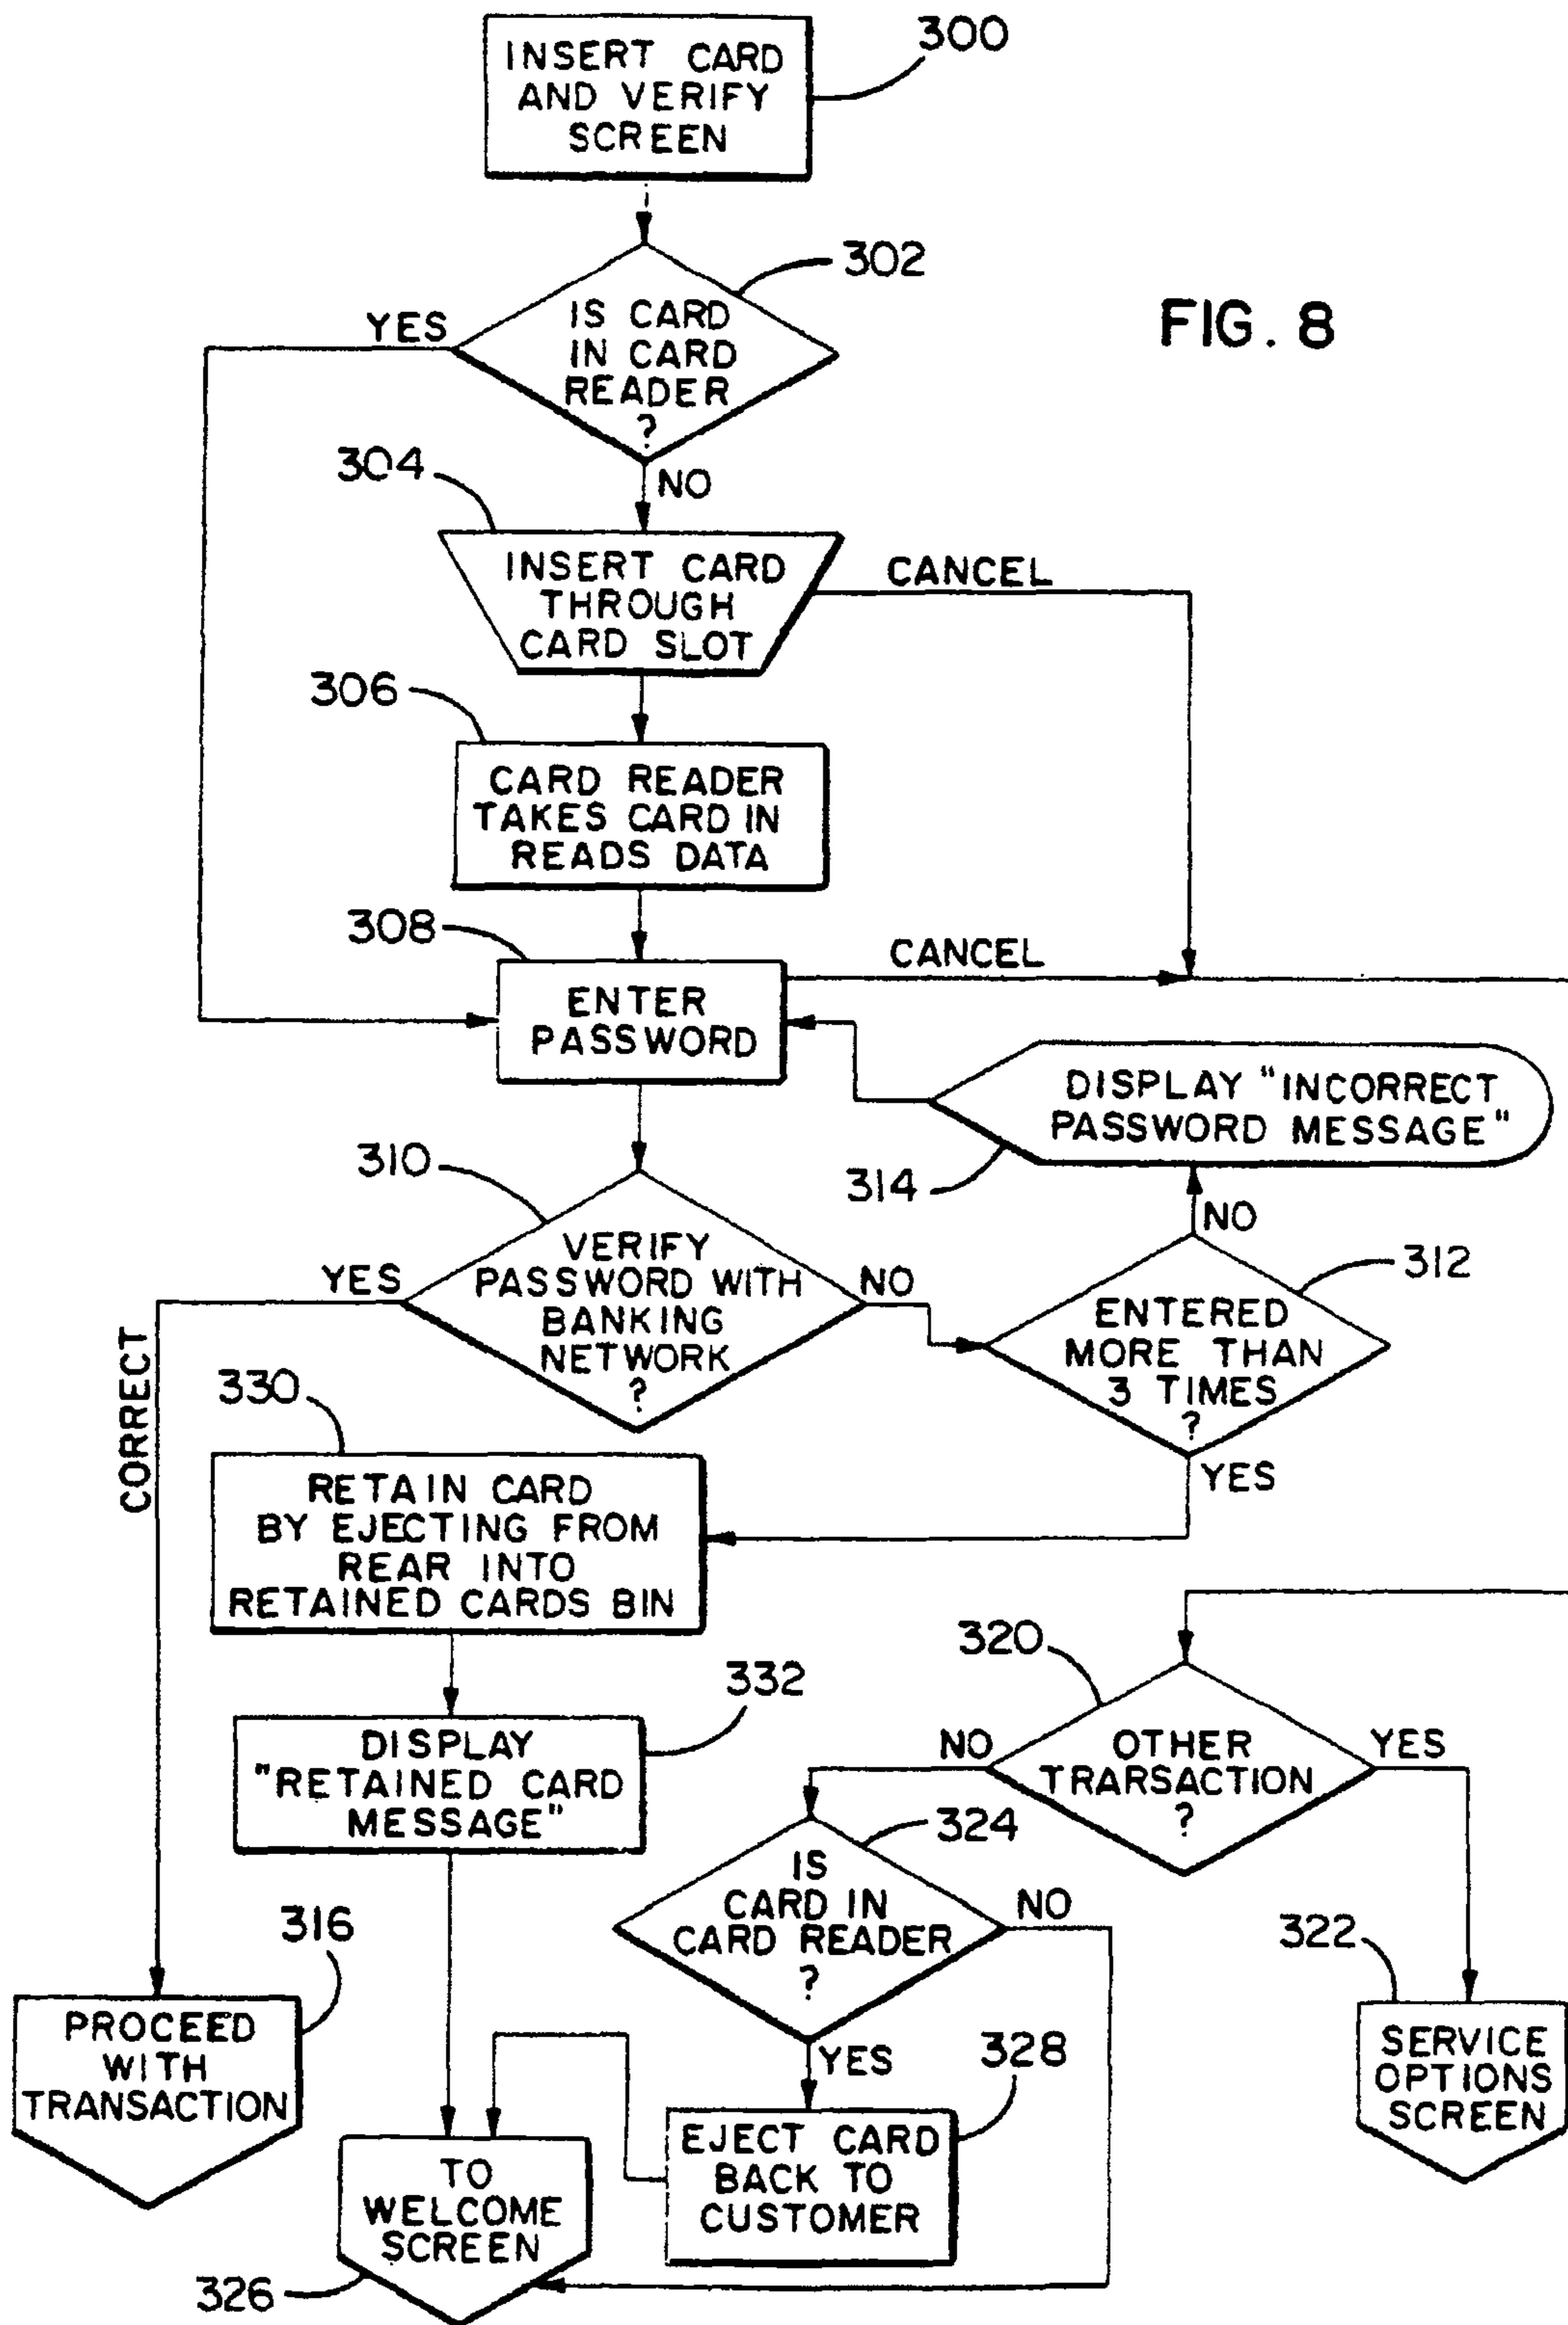 INSERT CARD
AND VERIFY
SCREEN
300
302
FIG. 8
YES
IS CARD
IN CARD
READER
?
304
NO
INSERT CARD
THROUGH
CARD SLOT
CANCEL
306
CARD READER
TAKES CARD IN
READS DATA
308
CANCEL
ENTER
PASSWORD
DISPLAY "INCORRECT
PASSWORD MESSAGE"
314
310
NO
312
YES
VERIFY
PASSWORD WITH
BANKING
NETWORK
?
NO
ENTERED
MORE THAN
3 TIMES
?
CORRECT
330
YES
RETAIN CARD
BY EJECTING FROM
REAR INTO
RETAINED CARDS BIN
320
332
DISPLAY
"RETAINED CARD
MESSAGE"
NO
OTHER
TRARSACTION
?
YES
324
IS
CARD IN
CARD READER
?
NO
316
322
PROCEED
WITH
TRANSACTION
YES
328
SERVICE
OPTIONS
SCREEN
EJECT CARD
BACK TO
CUSTOMER
TO
WELCOME
SCREEN
326